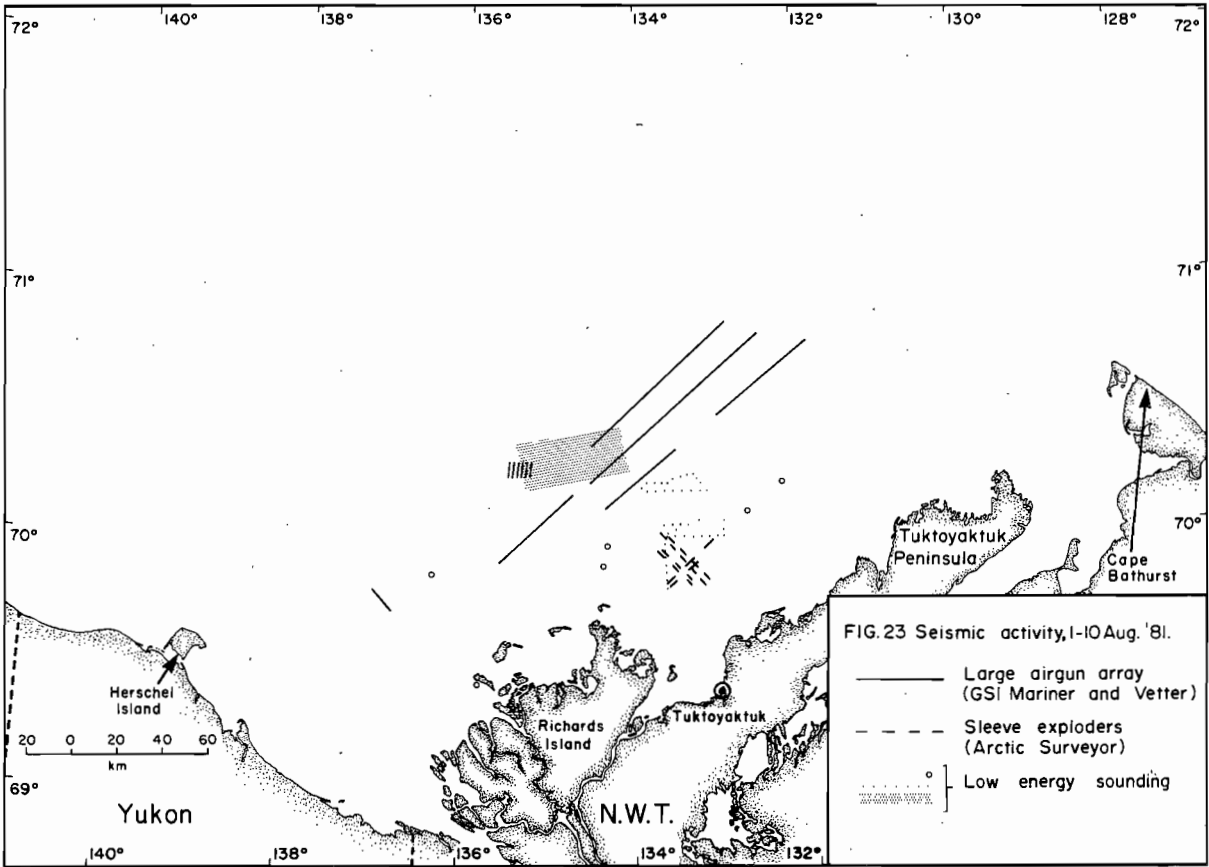 140° 138° 136° 134° 132° 130° 128°
72° 72°
71° 71°
70° 70°
Tuktoyaktuk
Peninsula
Cape
Bathurst
Herschel
Island
Richards
Island
Tuktoyaktuk
20 0 20 40 60
km
69°
Yukon
N.W.T.
140° 138° 136° 134° 132°
FIG. 23 Seismic activity, 1-10 Aug. '81.
Large airgun array
(GSI Mariner and Vetter)
Sleeve exploders
(Arctic Surveyor)
Low energy sounding